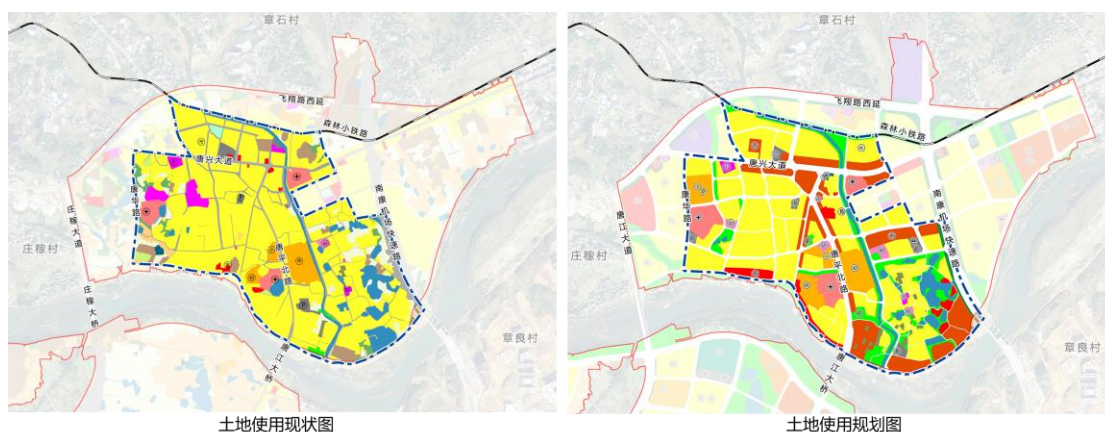 章石村
飞翔路西延
森林小铁路
唐兴大道
唐华路
南康机场快速路
庄稼大道
庄稼村
唐平北路
庄稼大桥
唐江大桥
章良村
土地使用现状图
章石村
飞翔路西延
森林小铁路
唐兴大道
唐华路
南康机场快速路
唐江大道
庄稼村
唐平北路
庄稼大桥
唐江大桥
章良村
土地使用规划图